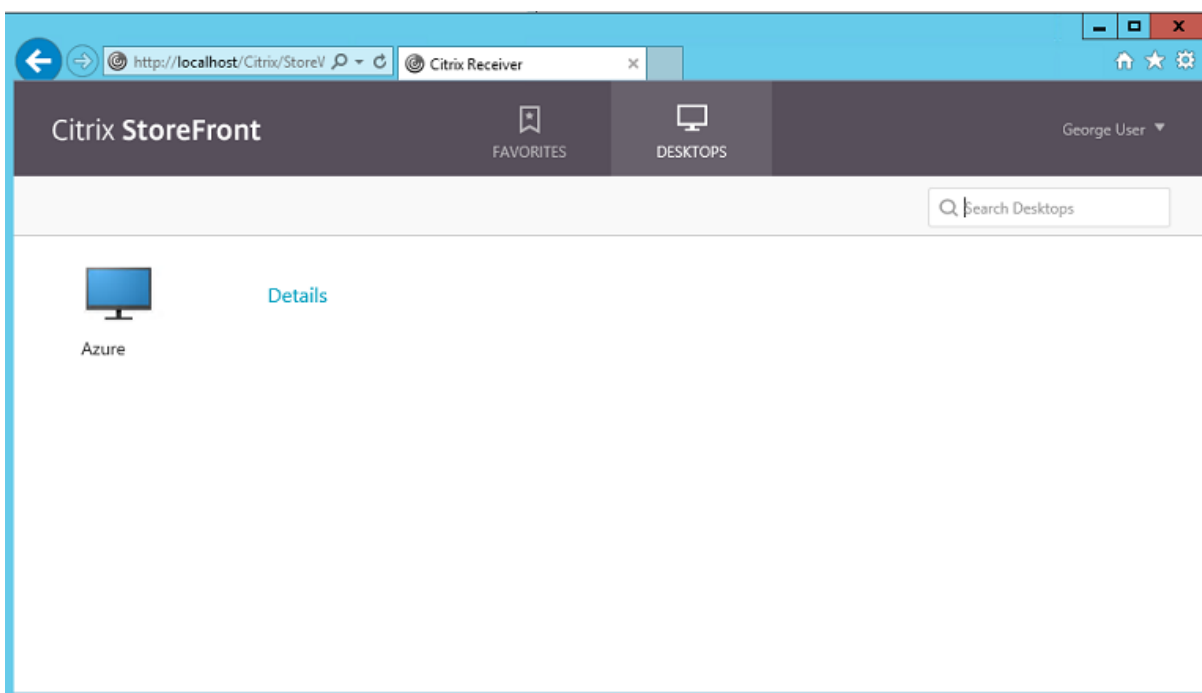 http://localhost/Citrix/StoreV
Citrix Receiver
Citrix StoreFront
FAVORITES
DESKTOPS
George User
Search Desktops
Details
Azure